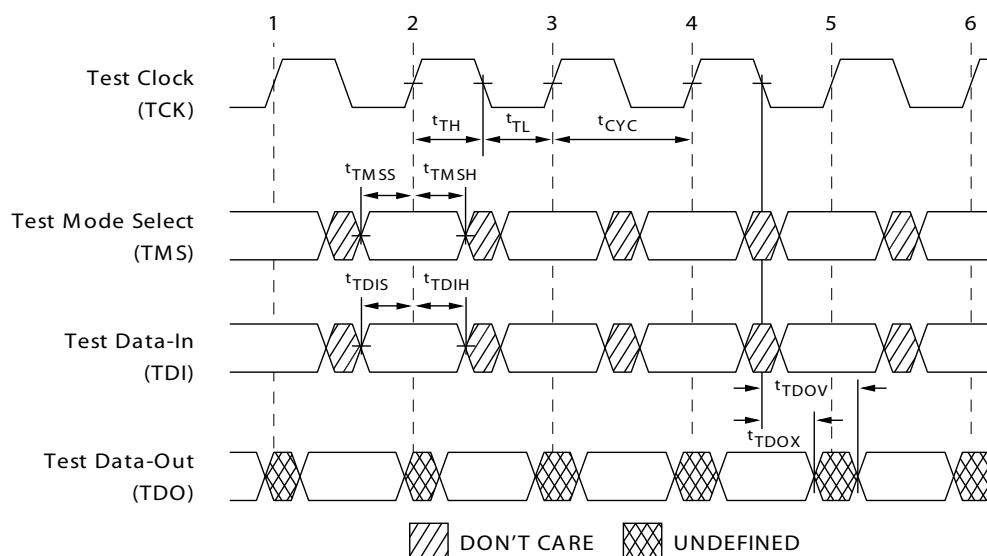 1 2 3 4 5 6
Test Clock
(TCK)
tTH tTL tCYC
tTMSS tTMSH
Test Mode Select
(TMS)
tTDIS tTDIH
Test Data-In
(TDI)
tTDOV
tTDOX
Test Data-Out
(TDO)
DON'T CARE UNDEFINED